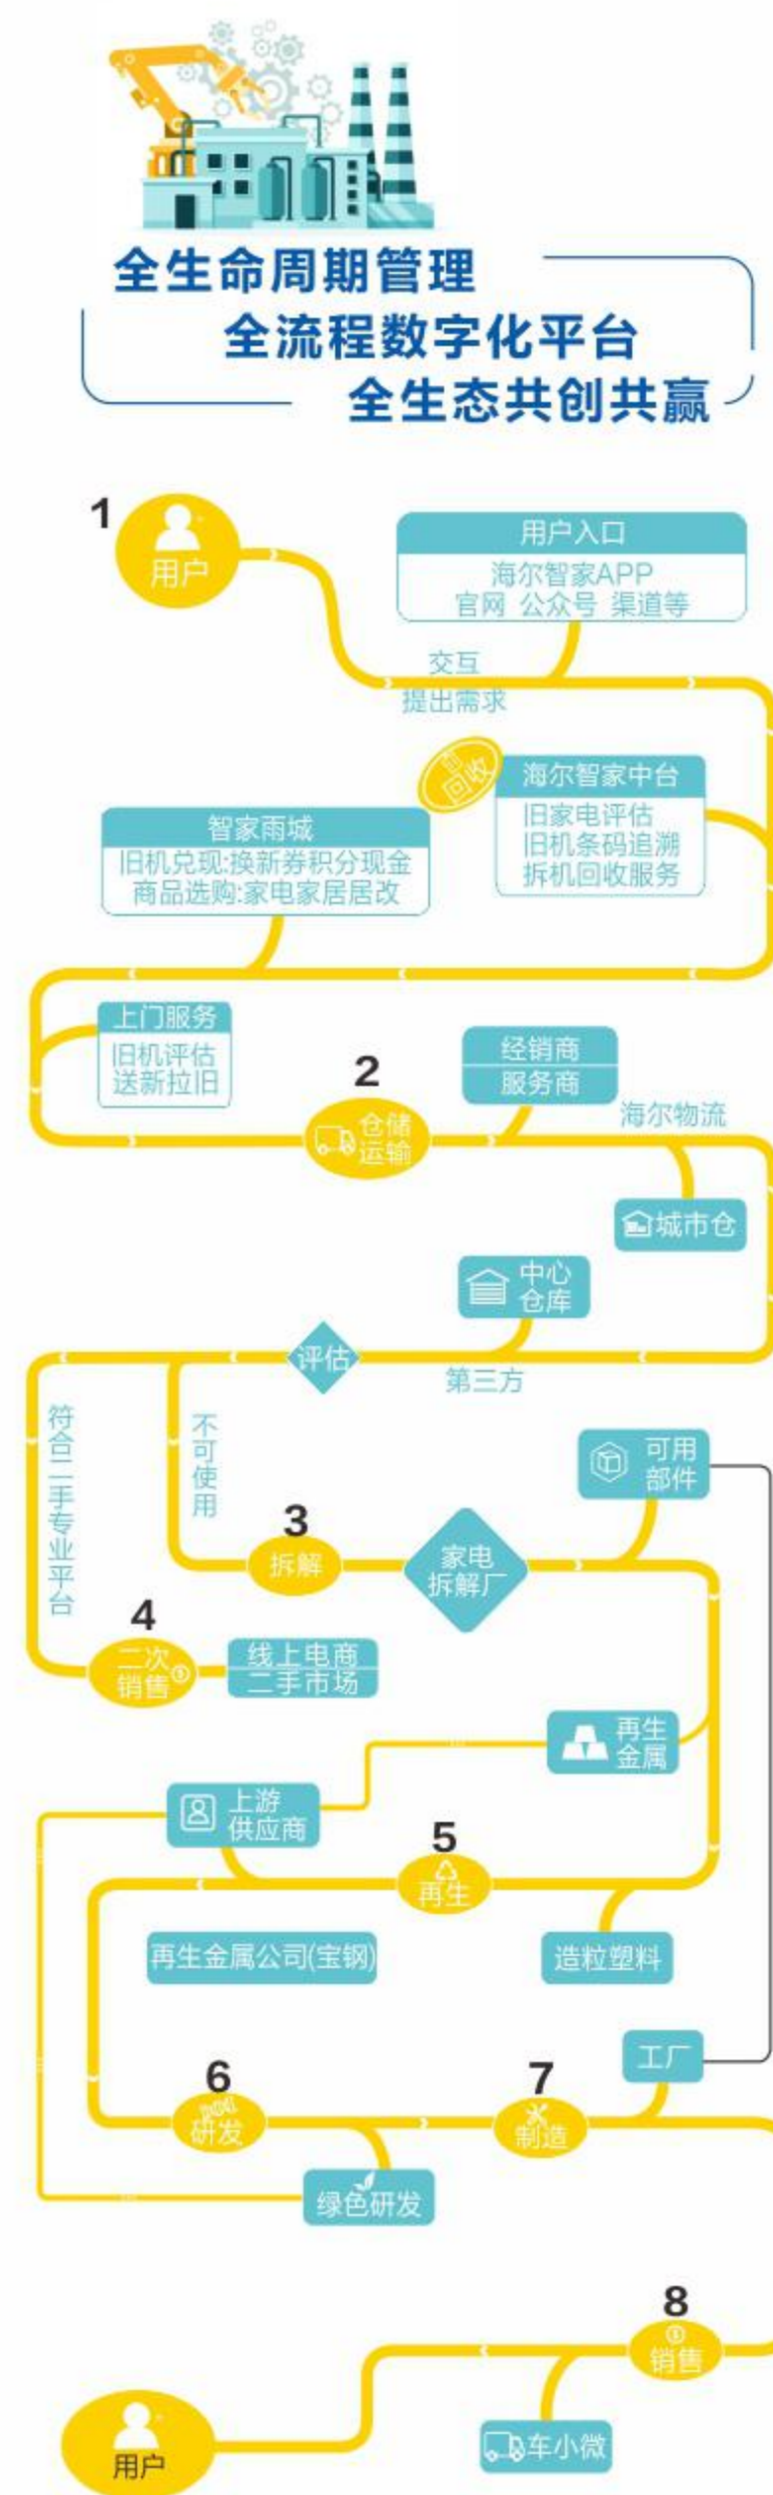 全生命周期管理
全流程数字化平台
全生态共创共赢
1
用户
用户入口
海尔智家APP
官网 公众号 渠道等
交互
提出需求
回收
海尔智家中台
旧家电评估
旧机条码追溯
拆机回收服务
智家雨城
旧机兑现:换新券积分现金
商品选购:家电家居居改
上门服务
旧机评估
送新拉旧
2
仓储
运输
经销商
服务商
海尔物流
城市仓
中心
仓库
评估
第三方
符合二手专业平台
不可使用
可用
部件
3
拆解
家电
拆解厂
4
二次
销售
线上电商
二手市场
再生
金属
上游
供应商
5
再生
再生金属公司(宝钢)
造粒塑料
工厂
6
研发
7
制造
绿色研发
8
销售
车小微
用户